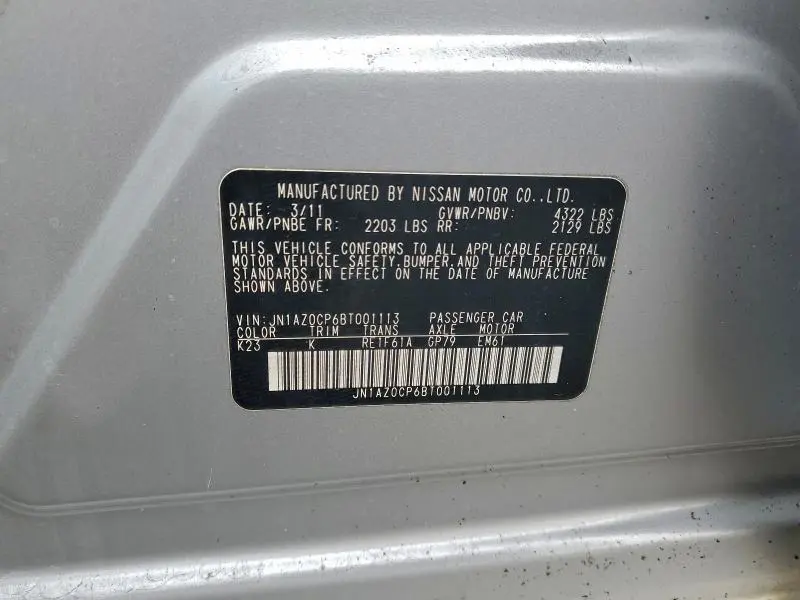 MANUFACTURED BY NISSAN MOTOR CO.,LTD.
DATE: 3/11 GVWR/PNBV: 4322 LBS
GAWR/PNBE FR: 2203 LBS RR: 2129 LBS
THIS VEHICLE CONFORMS TO ALL APPLICABLE FEDERAL
MOTOR VEHICLE SAFETY,BUMPER,AND THEFT PREVENTION
STANDARDS IN EFFECT ON THE DATE OF MANUFACTURE
SHOWN ABOVE.
VIN:JN1AZ0CP6BT001113 PASSENGER CAR
COLOR TRIM TRANS AXLE MOTOR
K23 K RE1F61A GP79 EM61
JN1AZ0CP6BT001113